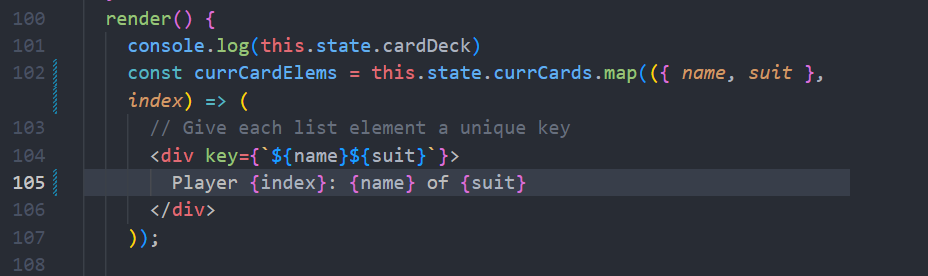 100 render() {
101 console.log(this.state.cardDeck)
102 const currCardElems = this.state.currCards.map(({ name, suit },
index) => (
103 // Give each list element a unique key
104 <div key={`${name}${suit}`}>
105 Player {index}: {name} of {suit}
106 </div>
107 ));
108